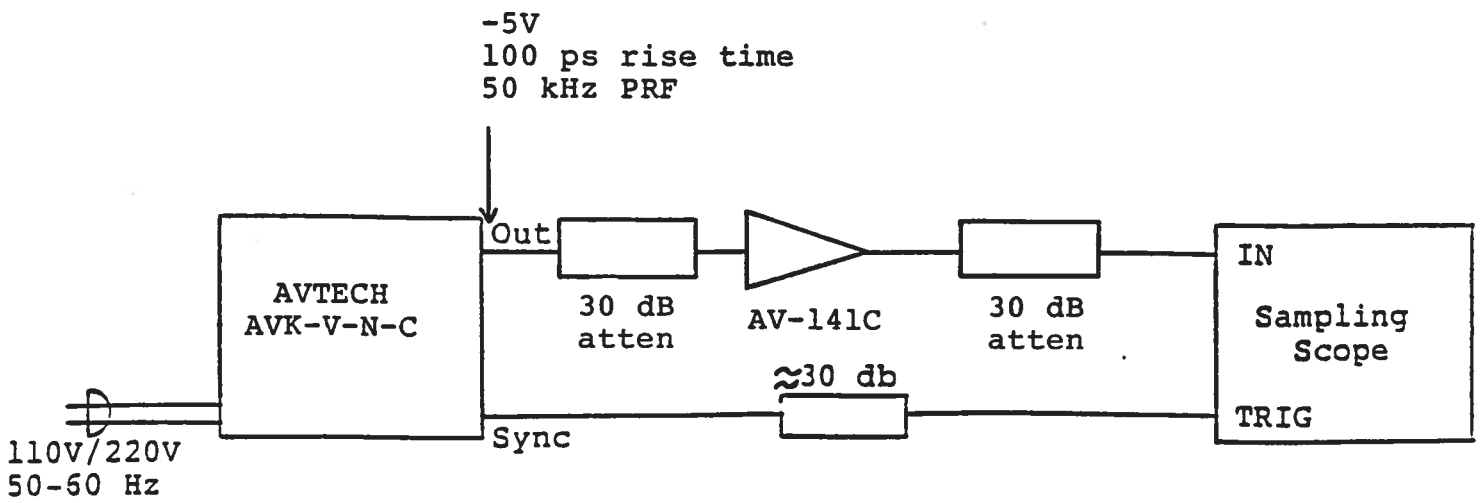 -5V
100 ps rise time
50 kHz PRF
Out
AVTECH
AVK-V-N-C
30 dB
atten
AV-141C
30 dB
atten
IN
Sampling
Scope
≈30 db
Sync
TRIG
110V/220V
50-60 Hz